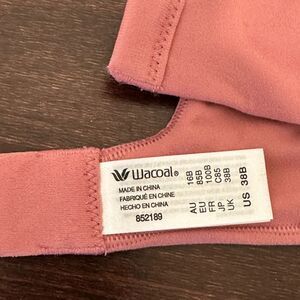 Wacoal®
MADE IN CHINA
FABRIQUÉ EN CHINE
HECHO EN CHINA
852189
AU 16B
EU 85B
FR 100B
JP C85
UK 38B
US 38B